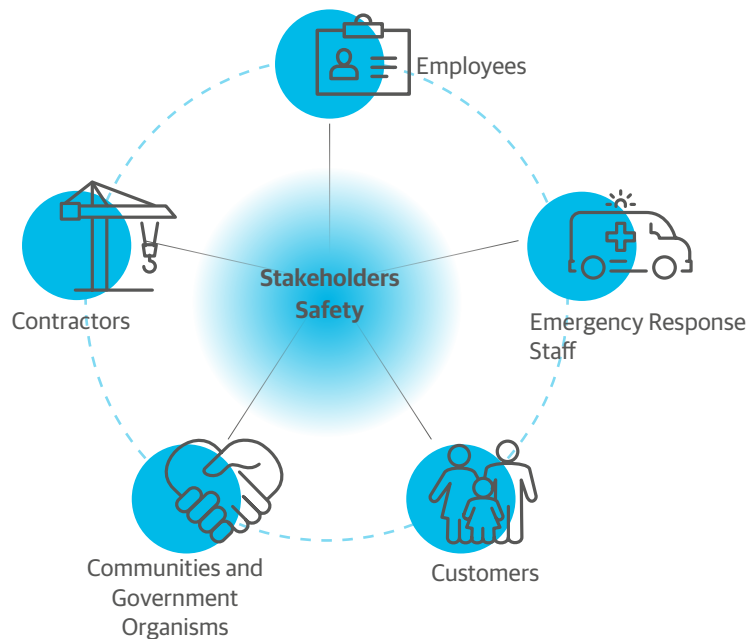 Employees
Stakeholders
Safety
Contractors
Emergency Response
Staff
Communities and
Government
Organisms
Customers